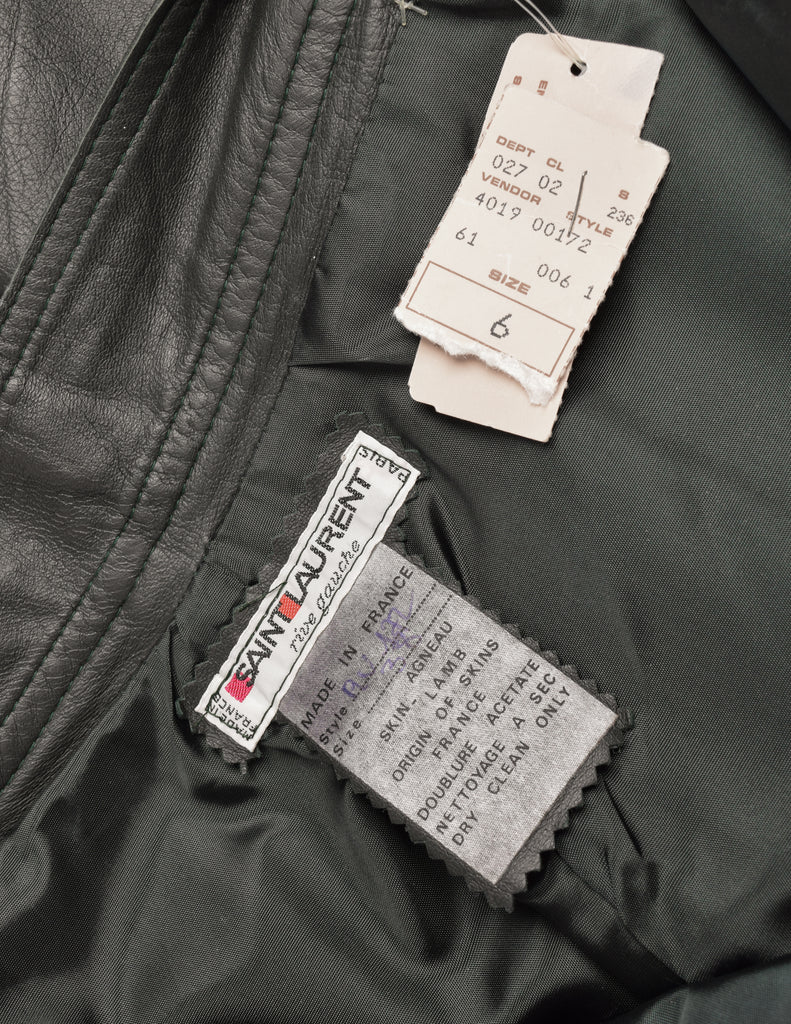 DEPT CL S
027 02 1 236
VENDOR STYLE
4019 00172
61 006 1
SIZE
6
PARIS
SAINT LAURENT
rive gauche
MADE IN
FRANCE
MADE IN FRANCE
Style
Size
AGNEAU
SKIN-LAMB
ORIGIN OF SKINS
FRANCE
DOUBLURE ACETATE
NETTOYAGE A SEC
DRY CLEAN ONLY